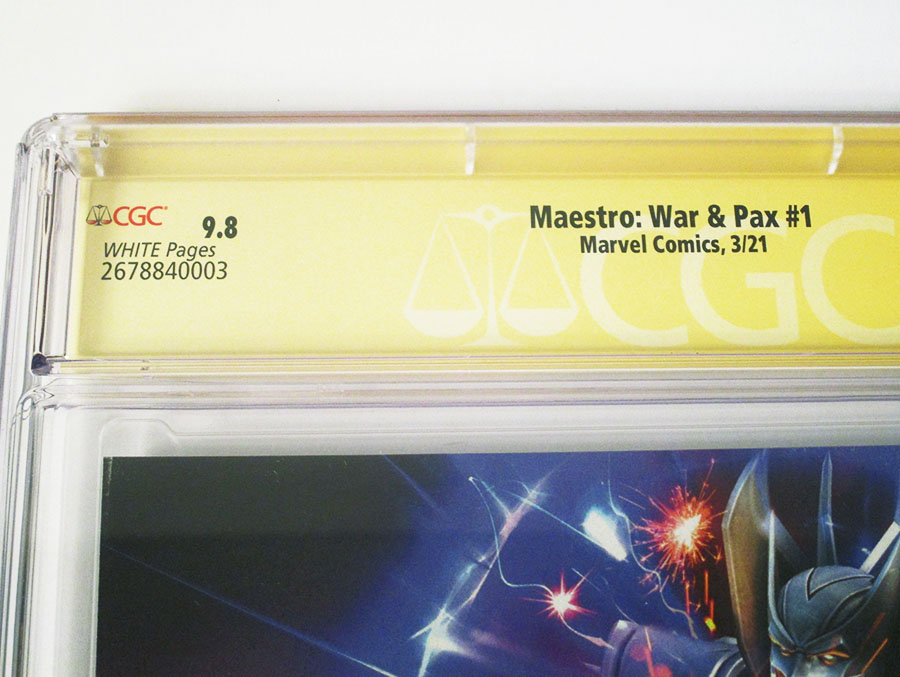 CGC
9.8
WHITE Pages
2678840003
Maestro: War & Pax #1
Marvel Comics, 3/21
CGC